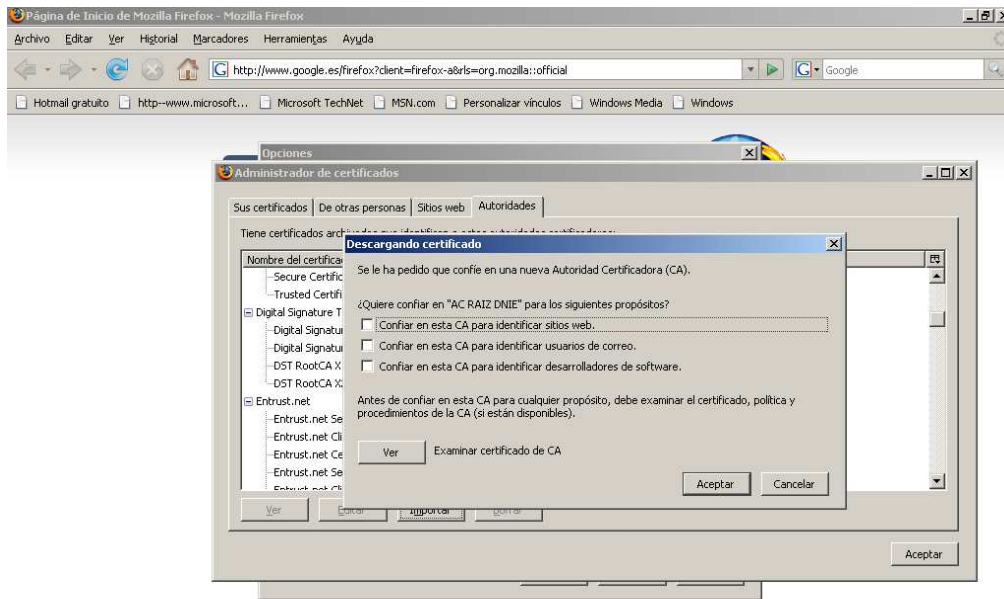 Página de Inicio de Mozilla Firefox - Mozilla Firefox
Archivo Editar Ver Historial Marcadores Herramientas Ayuda
http://www.google.es/firefox?client=firefox-a&rls=org.mozilla::official
Google
Hotmail gratuito http--www.microsoft... Microsoft TechNet MSN.com Personalizar vínculos Windows Media Windows
Opciones
Administrador de certificados
Sus certificados De otras personas Sitios web Autoridades
Tiene certificados
Descargando certificado
Nombre del certifica
Se le ha pedido que confíe en una nueva Autoridad Certificadora (CA).
Secure Certific
Trusted Certifi
¿Quiere confiar en "AC RAIZ DNIE" para los siguientes propósitos?
Digital Signature T
Confiar en esta CA para identificar sitios web.
Digital Signatu
Confiar en esta CA para identificar usuarios de correo.
Digital Signatu
DST RootCA X
Confiar en esta CA para identificar desarrolladores de software.
DST RootCA X
Entrust.net
Antes de confiar en esta CA para cualquier propósito, debe examinar el certificado, política y
procedimientos de la CA (si están disponibles).
Entrust.net Se
Entrust.net Cli
Entrust.net Ce
Ver Examinar certificado de CA
Entrust.net Se
Entrust.net Cli
Aceptar Cancelar
Ver Editar Importar Borrar
Aceptar